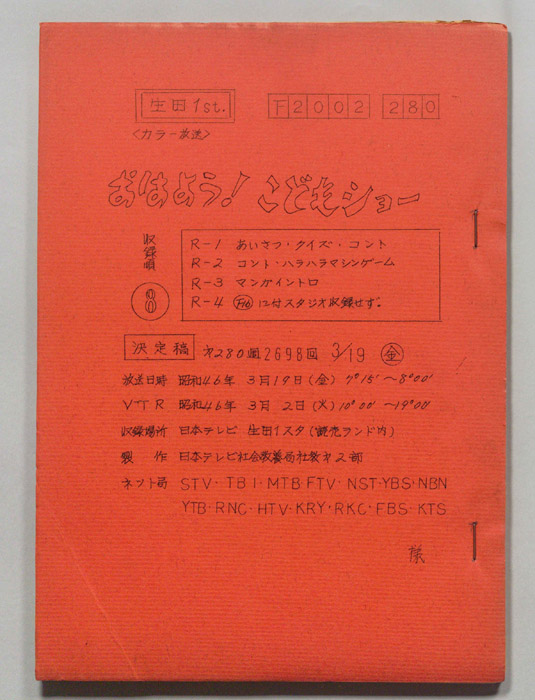 生田1st. F2002 280
<カラー放送>
おはよう!こどもショー
収録順
⑧
R-1 あいさつ・クイズ・コント
R-2 コント・ハラハラマシンゲーム
R-3 マンガイントロ
R-4 に付スタジオ収録せず。
決定稿 才280週 2698回 3/19 ㊎
放送日時 昭和46年 3月19日(金) 7°15′~8°00′
VTR 昭和46年 3月 2日(火) 10°00′~19°00′
収録場所 日本テレビ 生田1スタ(読売ランド内)
製作 日本テレビ社会教養局社教才2部
ネット局 STV・TBI・MTB・FTV・NST・YBS・NBN
YTB・RNC・HTV・KRY・RKC・FBS・KTS
様